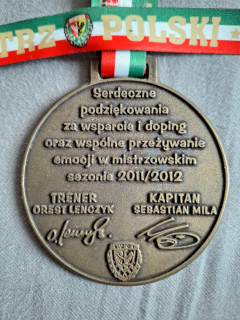 TRZ POLSKI
Serdeczne
podziękowania
za wsparcie i doping
oraz wspólne przeżywanie
emocji w mistrzowskim
sezonie 2011/2012
TRENER KAPITAN
OREST LENCZYK SEBASTIAN MILA